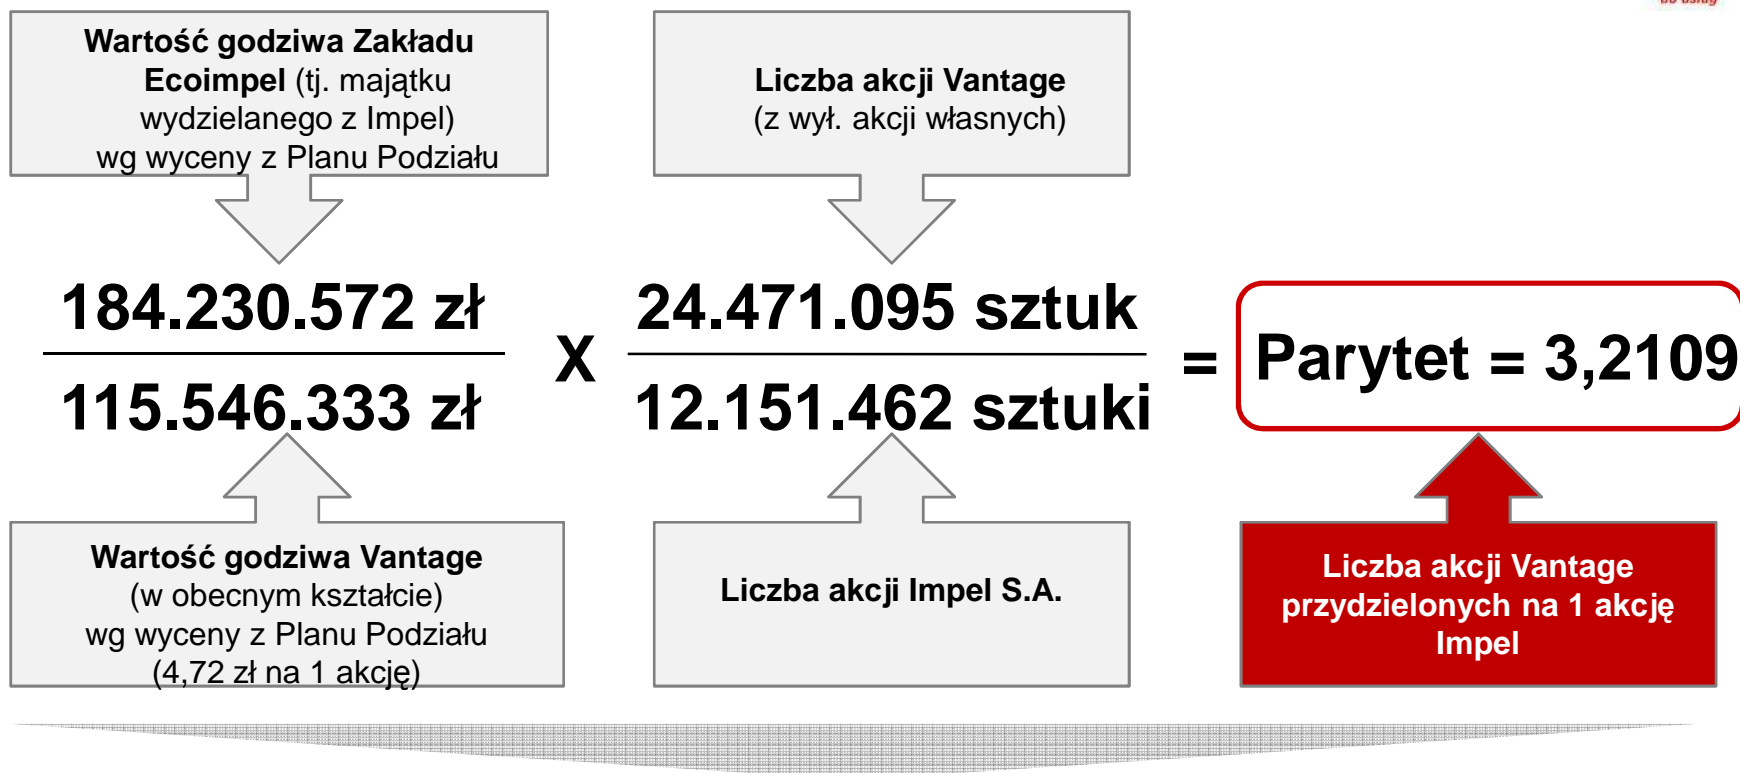 Wartość godziwa Zakładu
Ecoimpel (tj. majątku
wydzielanego z Impel)
wg wyceny z Planu Podziału
Liczba akcji Vantage
(z wył. akcji własnych)
184.230.572 zł
115.546.333 zł
X
24.471.095 sztuk
12.151.462 sztuki
=
Parytet = 3,2109
Wartość godziwa Vantage
(w obecnym kształcie)
wg wyceny z Planu Podziału
(4,72 zł na 1 akcję)
Liczba akcji Impel S.A.
Liczba akcji Vantage
przydzielonych na 1 akcję
Impel